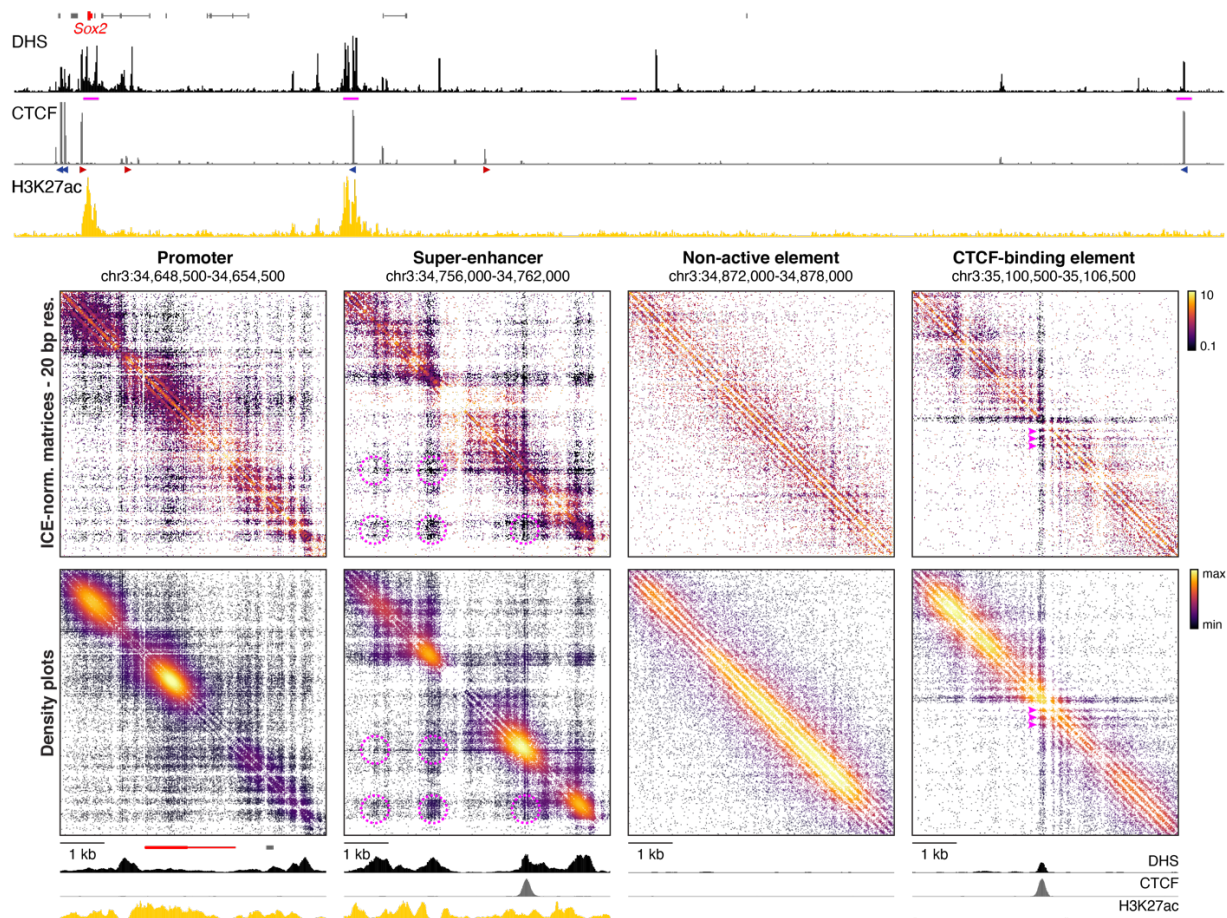 Sox2
DHS
CTCF
H3K27ac
Promoter
chr3:34,648,500-34,654,500
Super-enhancer
chr3:34,756,000-34,762,000
Non-active element
chr3:34,872,000-34,878,000
CTCF-binding element
chr3:35,100,500-35,106,500
ICE-norm. matrices - 20 bp res.
10
0.1
Density plots
max
min
1 kb
1 kb
1 kb
1 kb
DHS
CTCF
H3K27ac